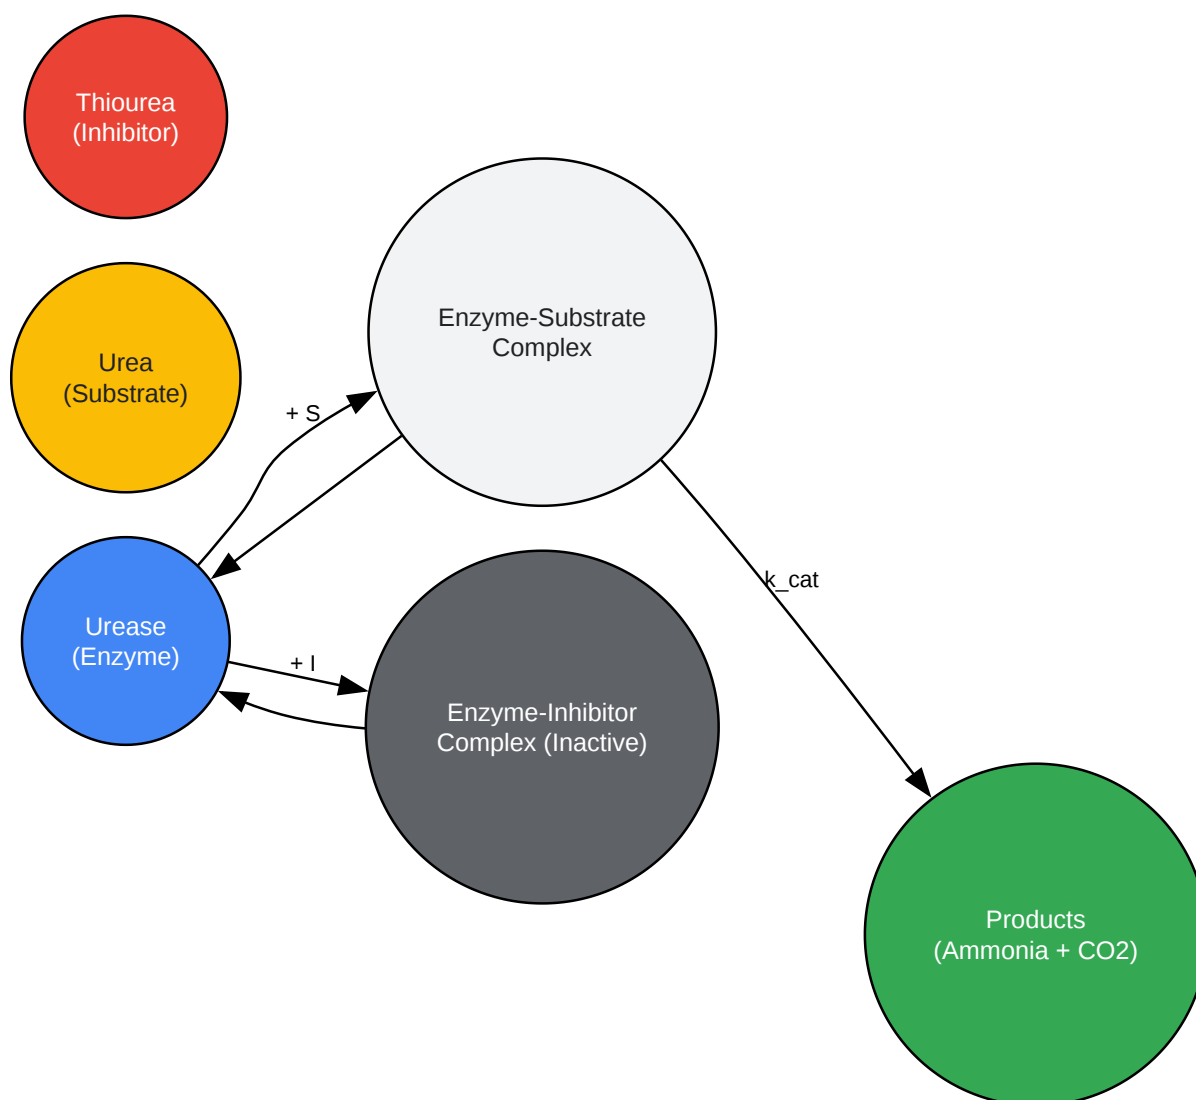 Thiourea
(Inhibitor)
Enzyme-Substrate
Complex
Urea
(Substrate)
+ S
k_cat
Urease
(Enzyme)
+ I
Enzyme-Inhibitor
Complex (Inactive)
Products
(Ammonia + CO2)